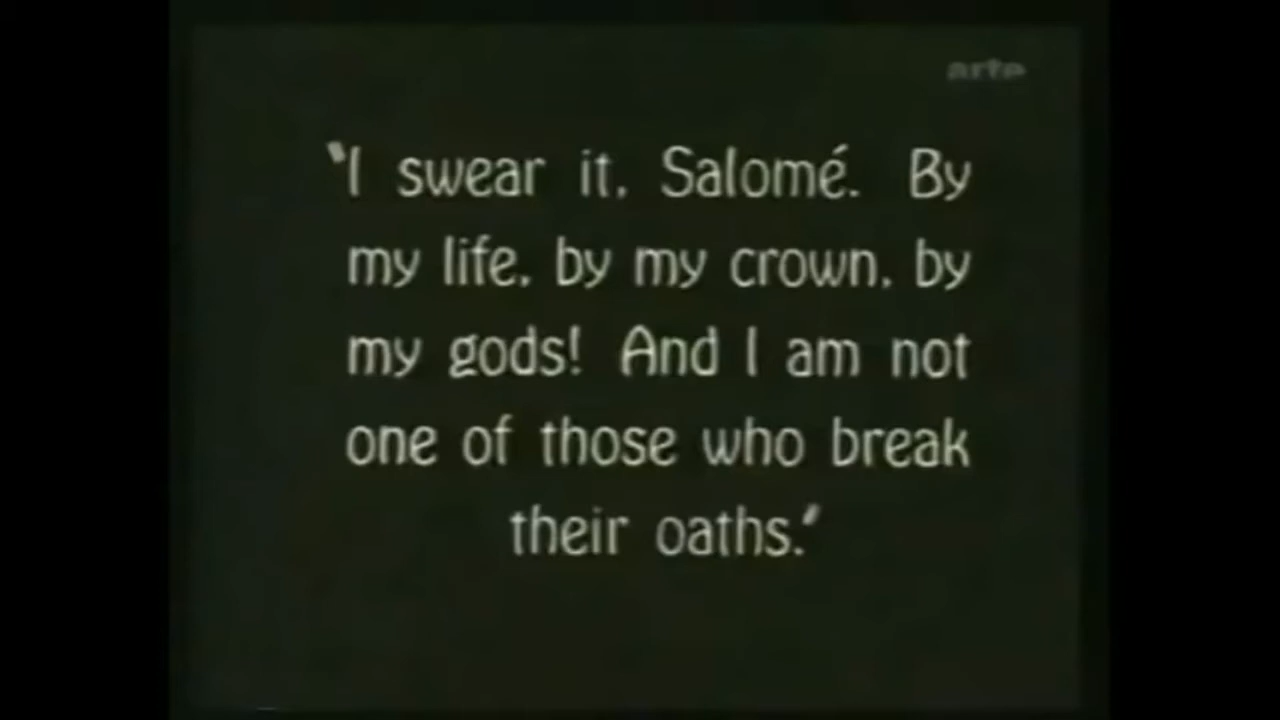 arte
"I swear it, Salomé. By
my life, by my crown, by
my gods! And I am not
one of those who break
their oaths."